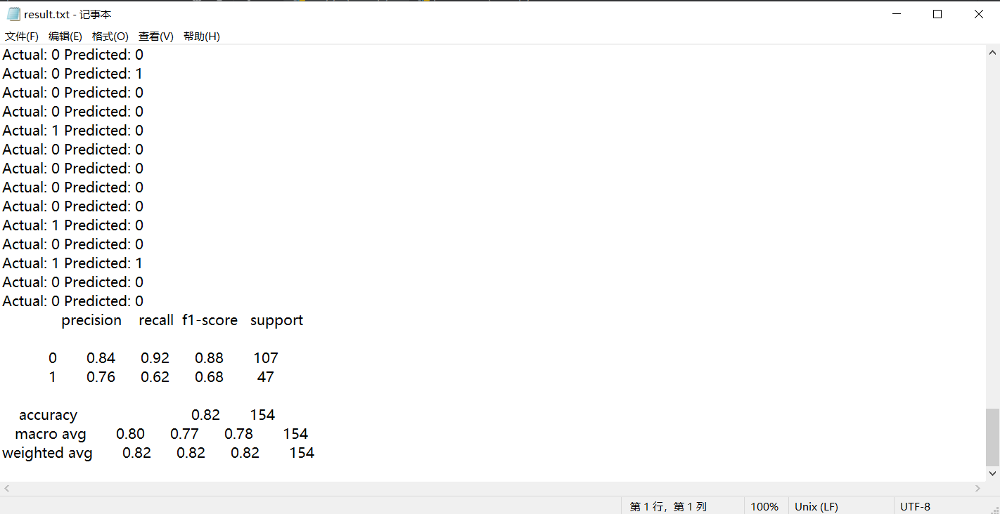 result.txt - 记事本
文件(F) 编辑(E) 格式(O) 查看(V) 帮助(H)
Actual: 0 Predicted: 0
Actual: 0 Predicted: 1
Actual: 0 Predicted: 0
Actual: 0 Predicted: 0
Actual: 1 Predicted: 0
Actual: 0 Predicted: 0
Actual: 0 Predicted: 0
Actual: 0 Predicted: 0
Actual: 0 Predicted: 0
Actual: 1 Predicted: 0
Actual: 0 Predicted: 0
Actual: 1 Predicted: 1
Actual: 0 Predicted: 0
Actual: 0 Predicted: 0
precision recall f1-score support
0 0.84 0.92 0.88 107
1 0.76 0.62 0.68 47
accuracy 0.82 154
macro avg 0.80 0.77 0.78 154
weighted avg 0.82 0.82 0.82 154
第 1 行，第 1 列 100% Unix (LF) UTF-8